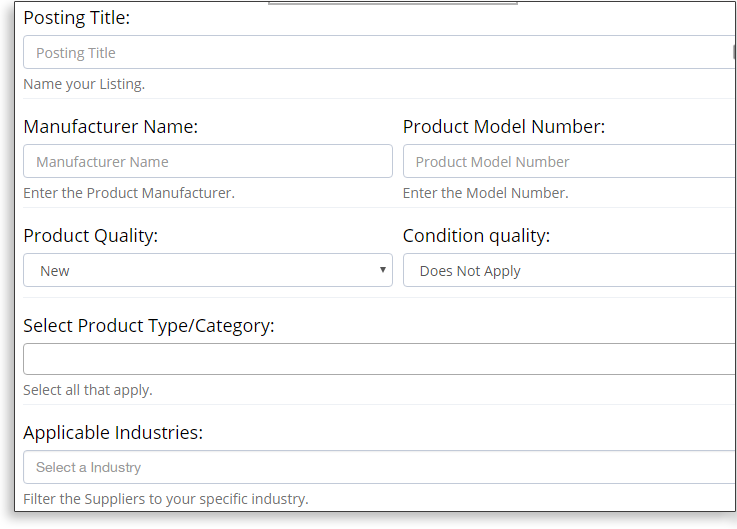 Posting Title:
Posting Title
Name your Listing.
Manufacturer Name: Product Model Number:
Manufacturer Name Product Model Number
Enter the Product Manufacturer. Enter the Model Number.
Product Quality: Condition quality:
New Does Not Apply
Select Product Type/Category:
Select all that apply.
Applicable Industries:
Select a Industry
Filter the Suppliers to your specific industry.